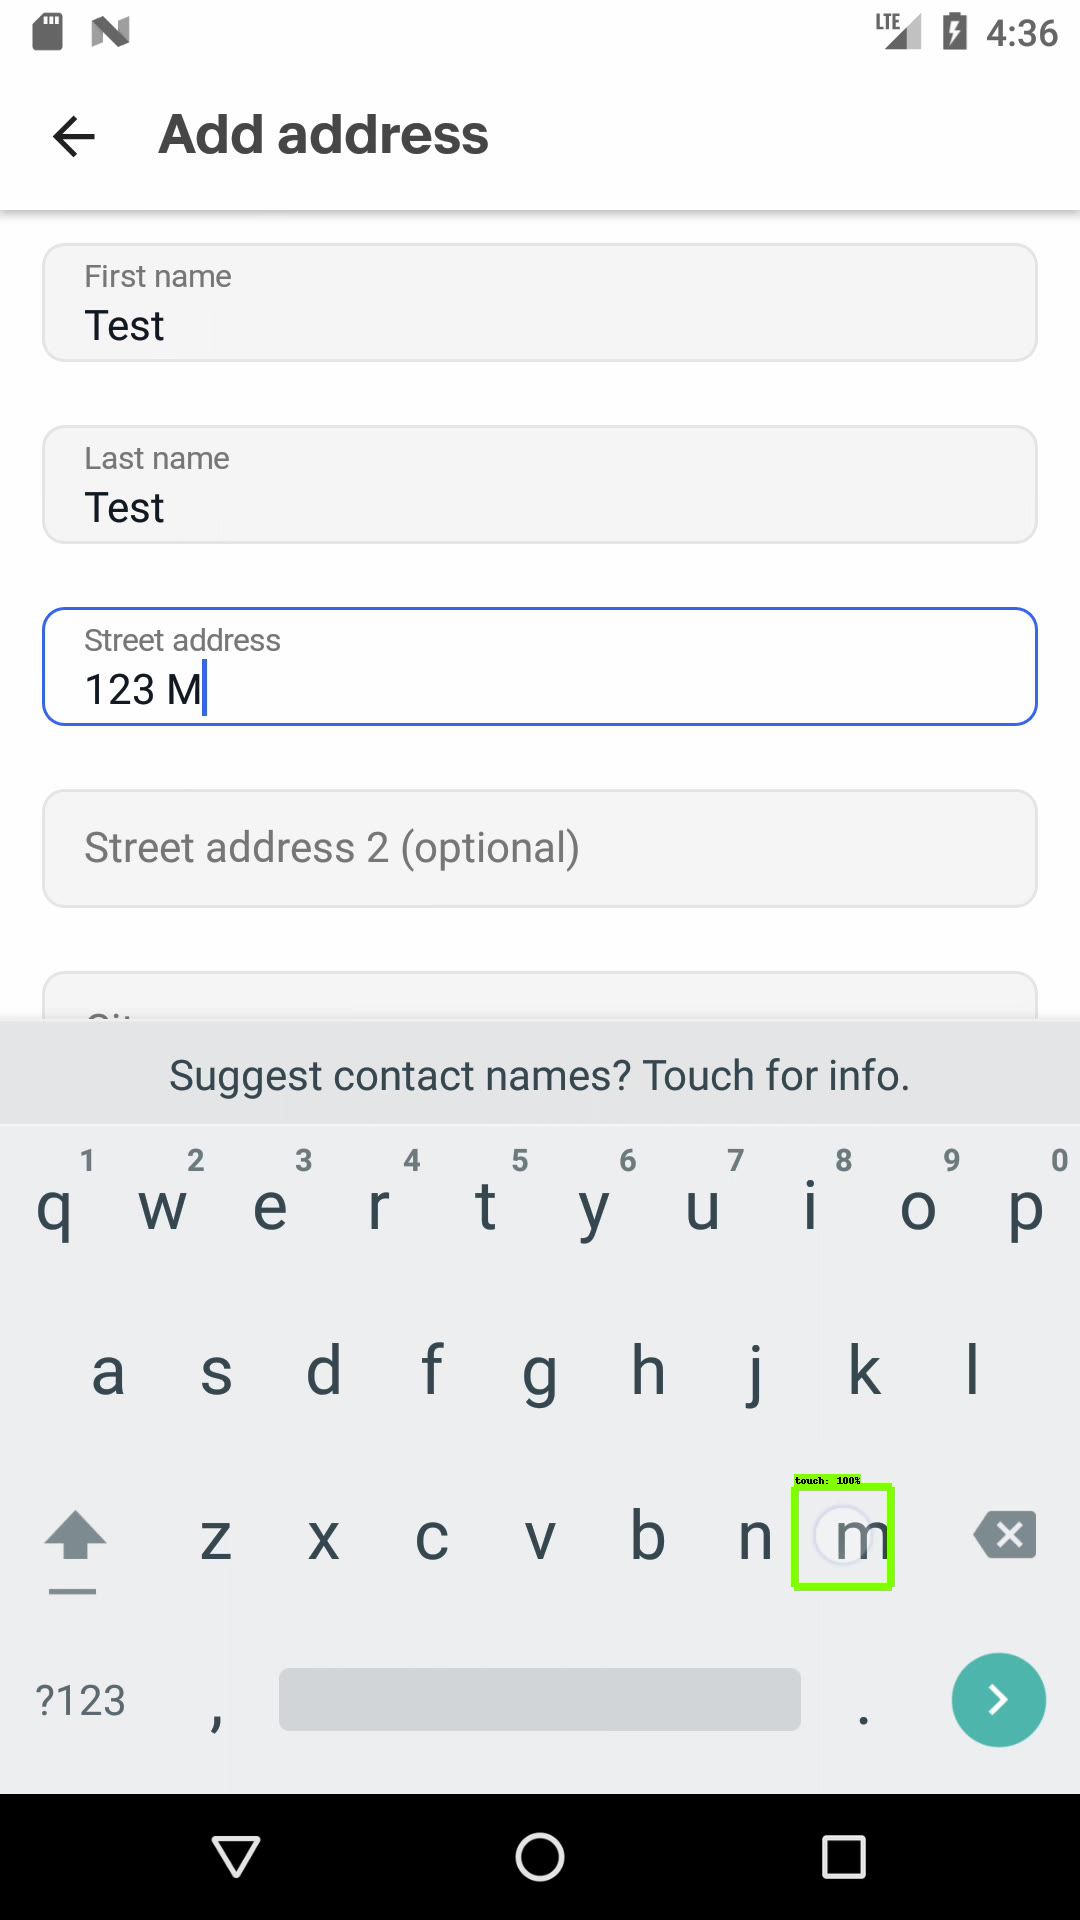 LTE 4:36
Add address
First name
Test
Last name
Test
Street address
123 M
Street address 2 (optional)
Suggest contact names? Touch for info.
1 2 3 4 5 6 7 8 9 0
q w e r t y u i o p
a s d f g h j k l
touch: 100%
z x c v b n m
?123 , .